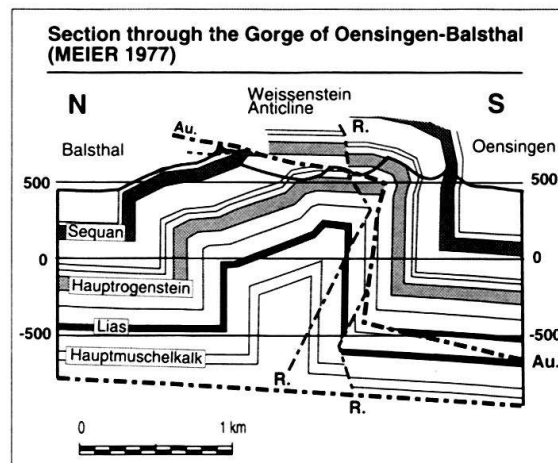 Section through the Gorge of Oensingen-Balsthal
(MEIER 1977)
Weissenstein
Anticline
N
S
Au.
R.
Balsthal
Oensingen
500
500
Sequan
0
0
Hauptrogenstein
Lias
-500
-500
Hauptmuschelkalk
Au.
R.
R.
0
1 km